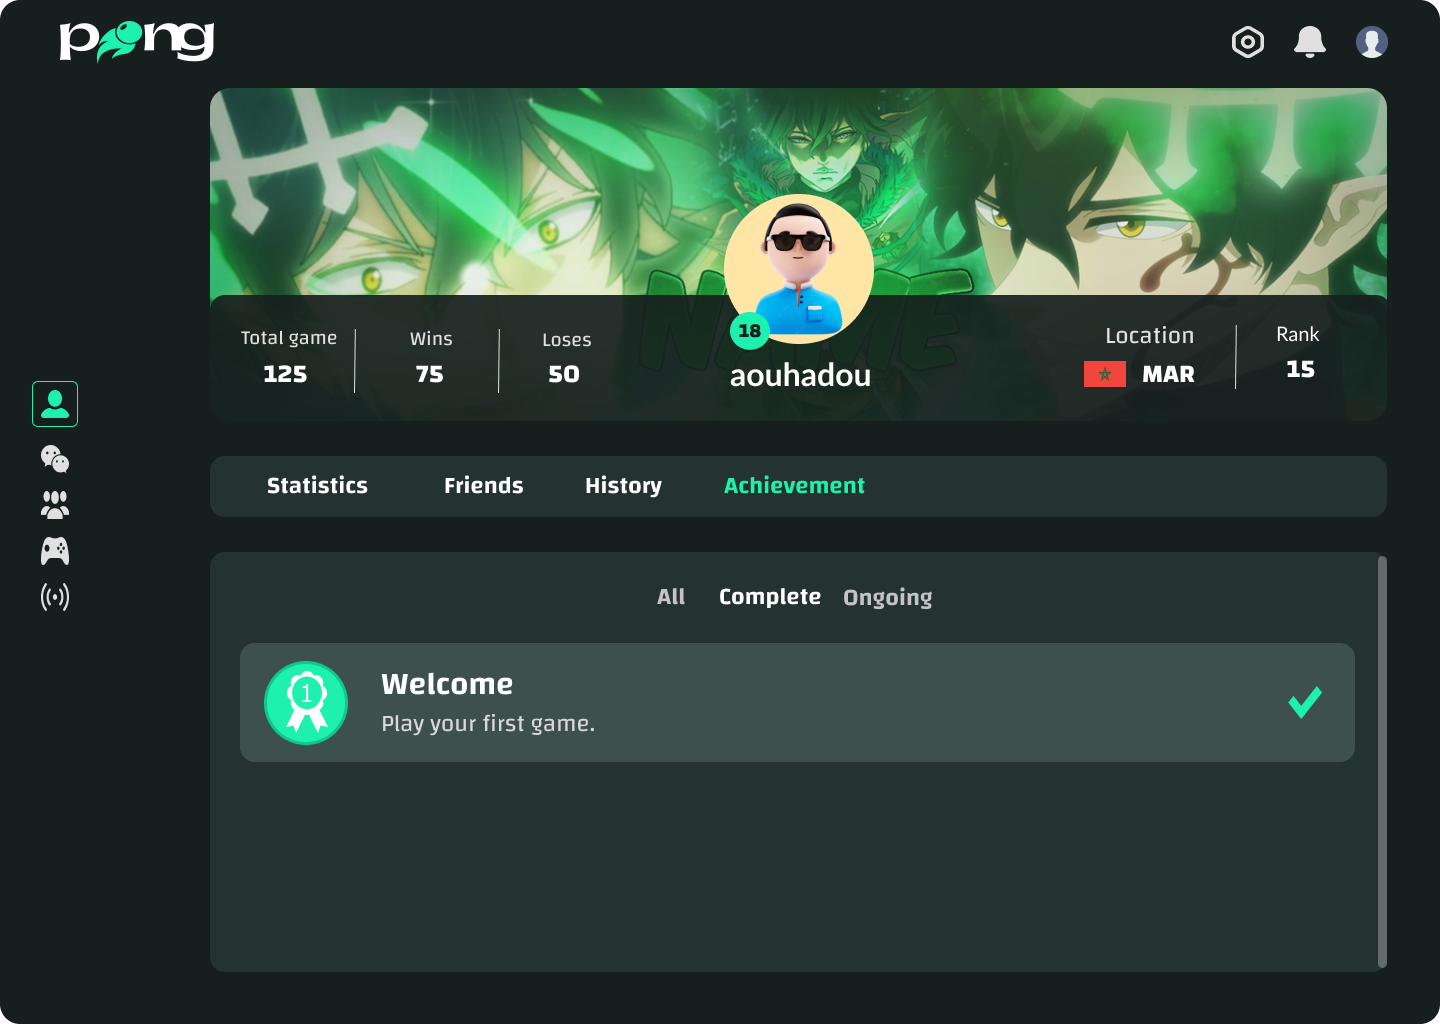 pong
NAME
Total game
125
Wins
75
Loses
50
18
aouhadou
Location
MAR
Rank
15
Statistics
Friends
History
Achievement
All
Complete
Ongoing
1
Welcome
Play your first game.